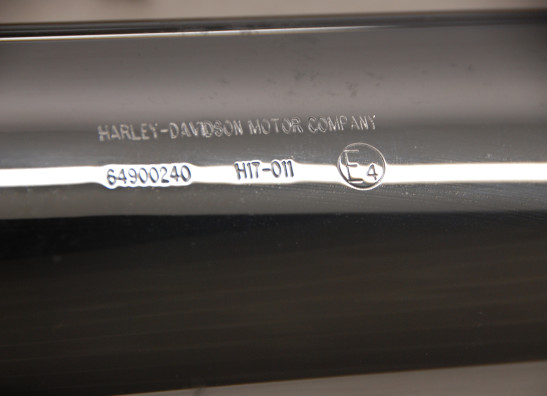 HARLEY-DAVIDSON MOTOR COMPANY
64900240 H17-011 E4